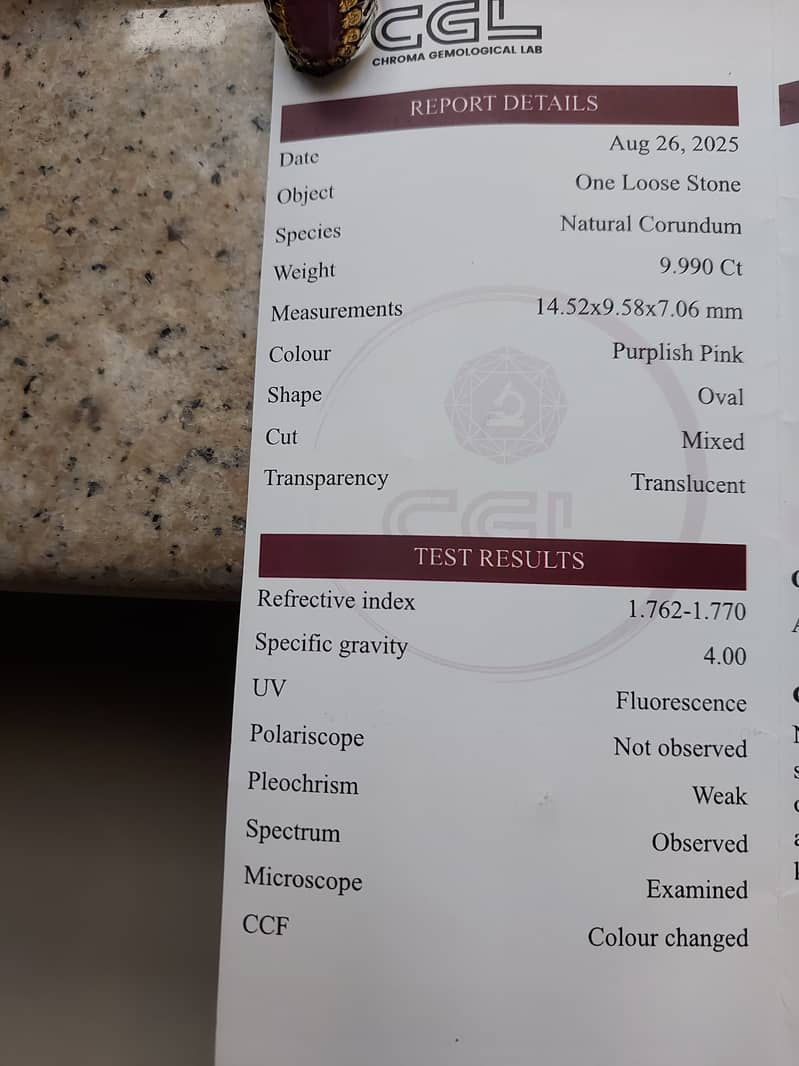 CGL
CHROMA GEMOLOGICAL LAB
REPORT DETAILS
Date Aug 26, 2025
Object One Loose Stone
Species Natural Corundum
Weight 9.990 Ct
Measurements 14.52x9.58x7.06 mm
Colour Purplish Pink
Shape Oval
Cut Mixed
Transparency Translucent
CGL
TEST RESULTS
Refrective index 1.762-1.770
Specific gravity 4.00
UV Fluorescence
Polariscope Not observed
Pleochrism Weak
Spectrum Observed
Microscope Examined
CCF Colour changed